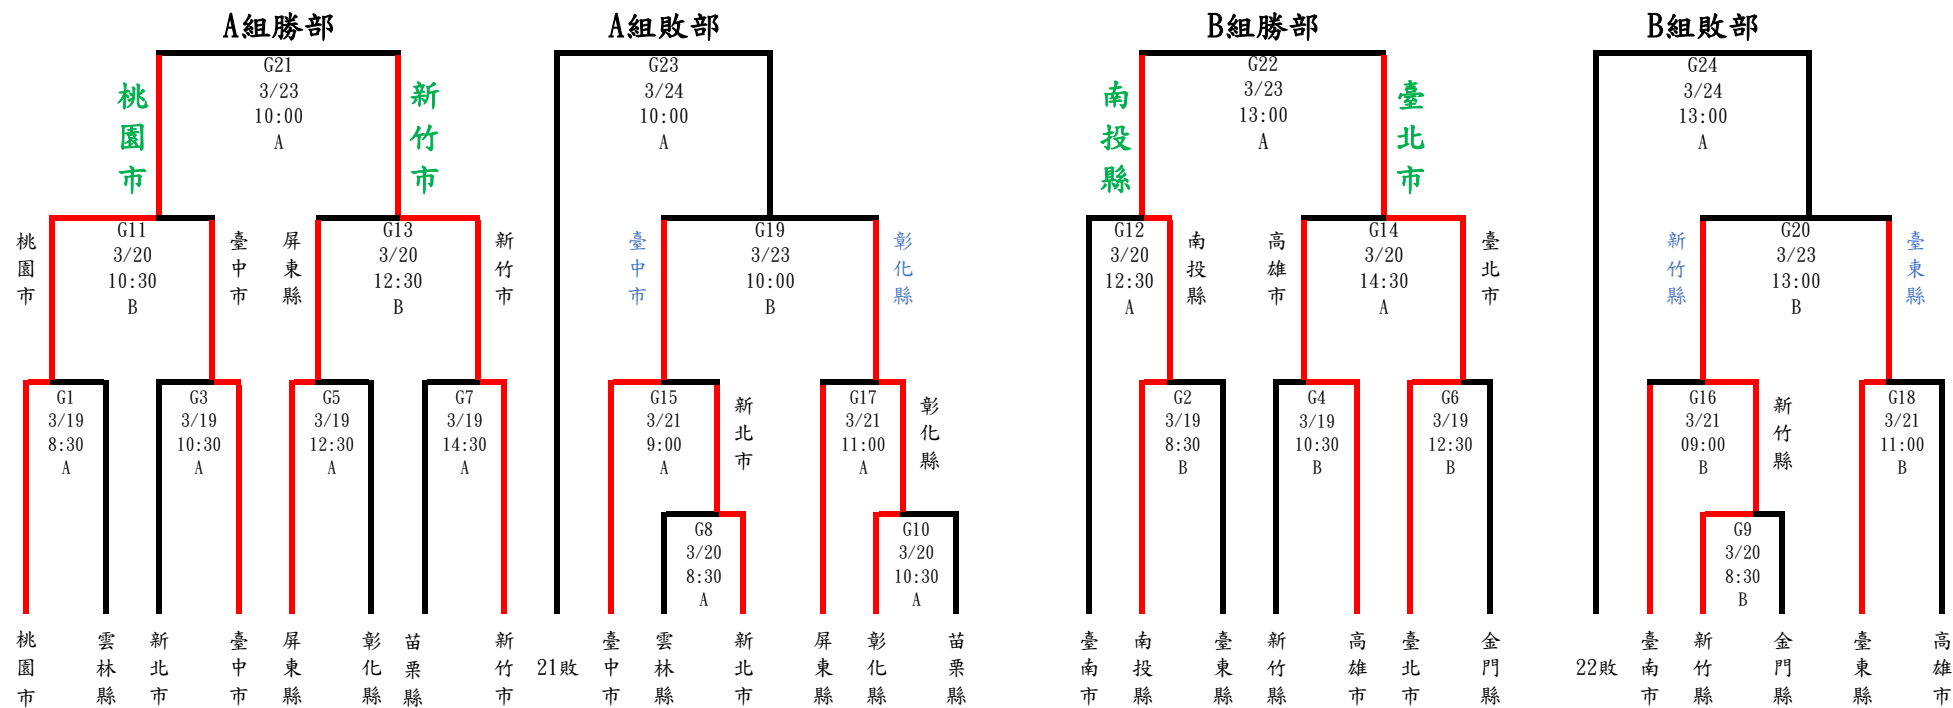 A組勝部
A組敗部
B組勝部
B組敗部
G21
3/23
10:00
A
桃園市
新竹市
G23
3/24
10:00
A
G22
3/23
13:00
A
南投縣
臺北市
G24
3/24
13:00
A
桃園市
G11
3/20
10:30
B
臺中市
屏東縣
G13
3/20
12:30
B
新竹市
臺中市
G19
3/23
10:00
B
彰化縣
G12
3/20
12:30
A
南投縣
高雄市
G14
3/20
14:30
A
臺北市
新竹縣
G20
3/23
13:00
B
臺東縣
G1
3/19
8:30
A
G3
3/19
10:30
A
G5
3/19
12:30
A
G7
3/19
14:30
A
G15
3/21
9:00
A
新北市
G17
3/21
11:00
A
彰化縣
G2
3/19
8:30
B
G4
3/19
10:30
B
G6
3/19
12:30
B
G16
3/21
09:00
B
新竹縣
G18
3/21
11:00
B
G8
3/20
8:30
A
G10
3/20
10:30
A
G9
3/20
8:30
B
桃園市
雲林縣
新北市
臺中市
屏東縣
彰化縣
苗栗縣
新竹市
21敗
臺中市
雲林縣
新北市
屏東縣
彰化縣
苗栗縣
臺南市
南投縣
臺東縣
新竹縣
高雄市
臺北市
金門縣
22敗
臺南市
新竹縣
金門縣
臺東縣
高雄市